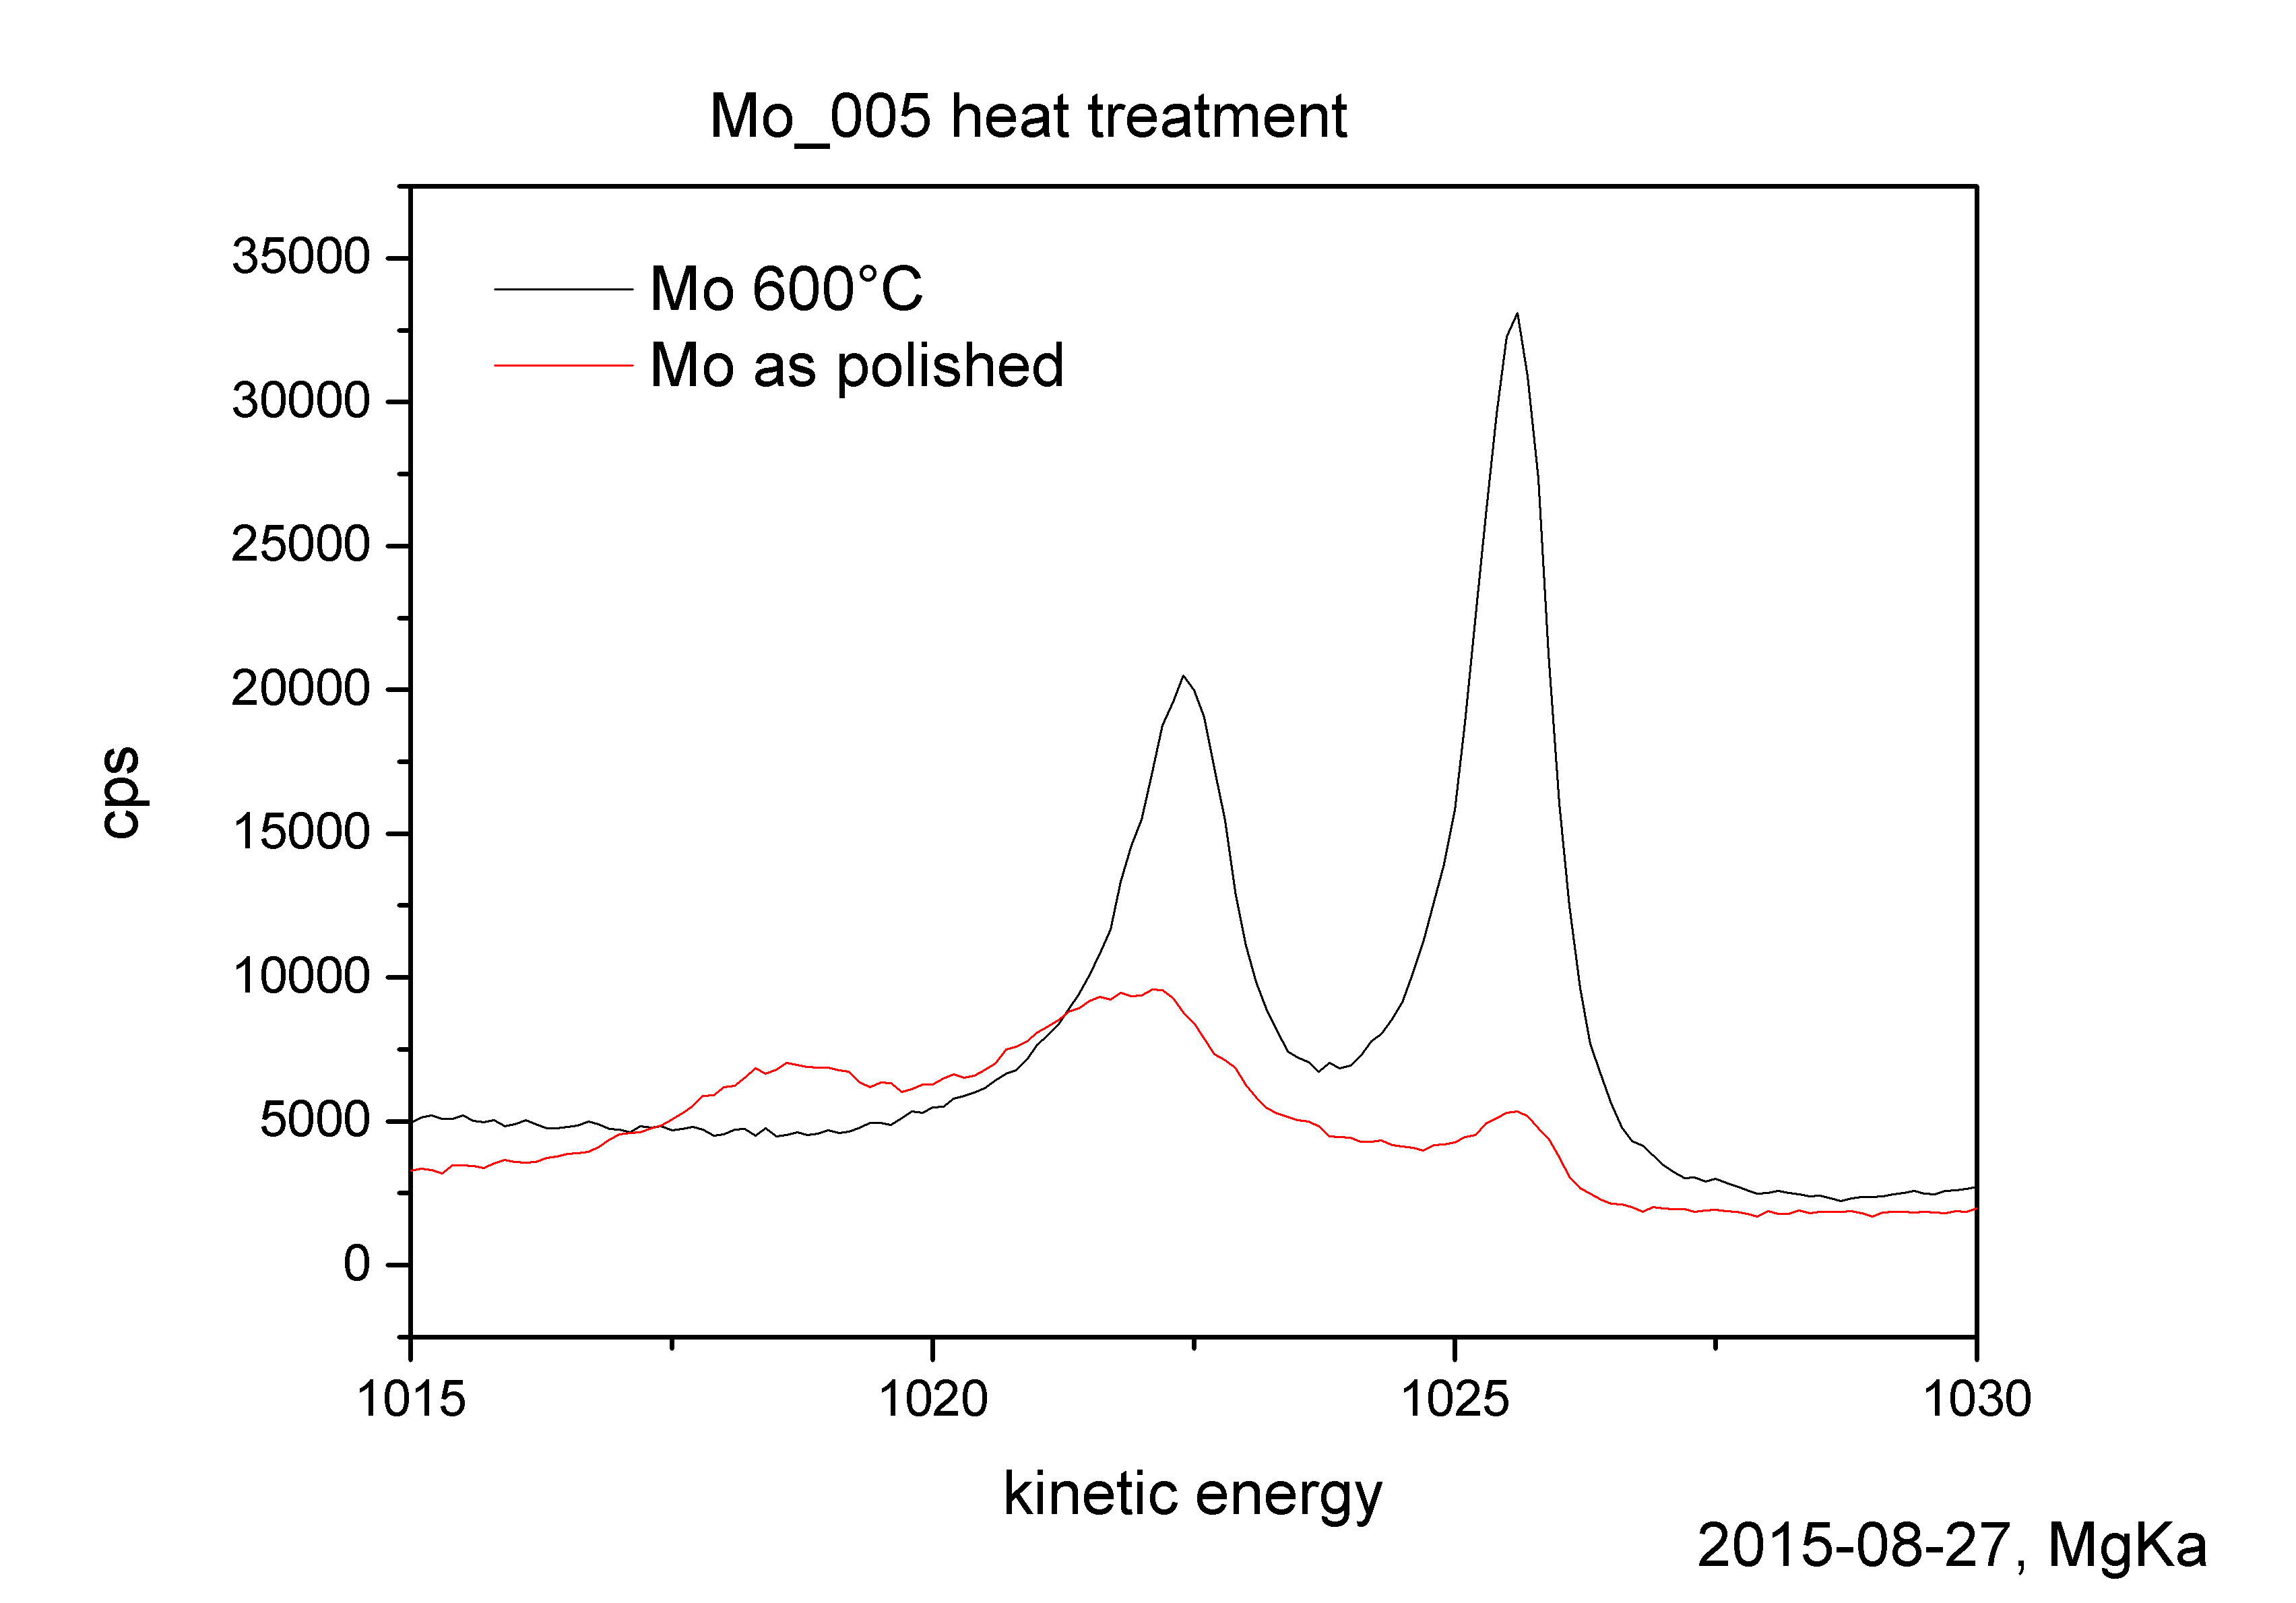 Mo_005 heat treatment
35000
Mo 600°C
Mo as polished
30000
25000
20000
cps
15000
10000
5000
0
1015 1020 1025 1030
kinetic energy
2015-08-27, MgKa